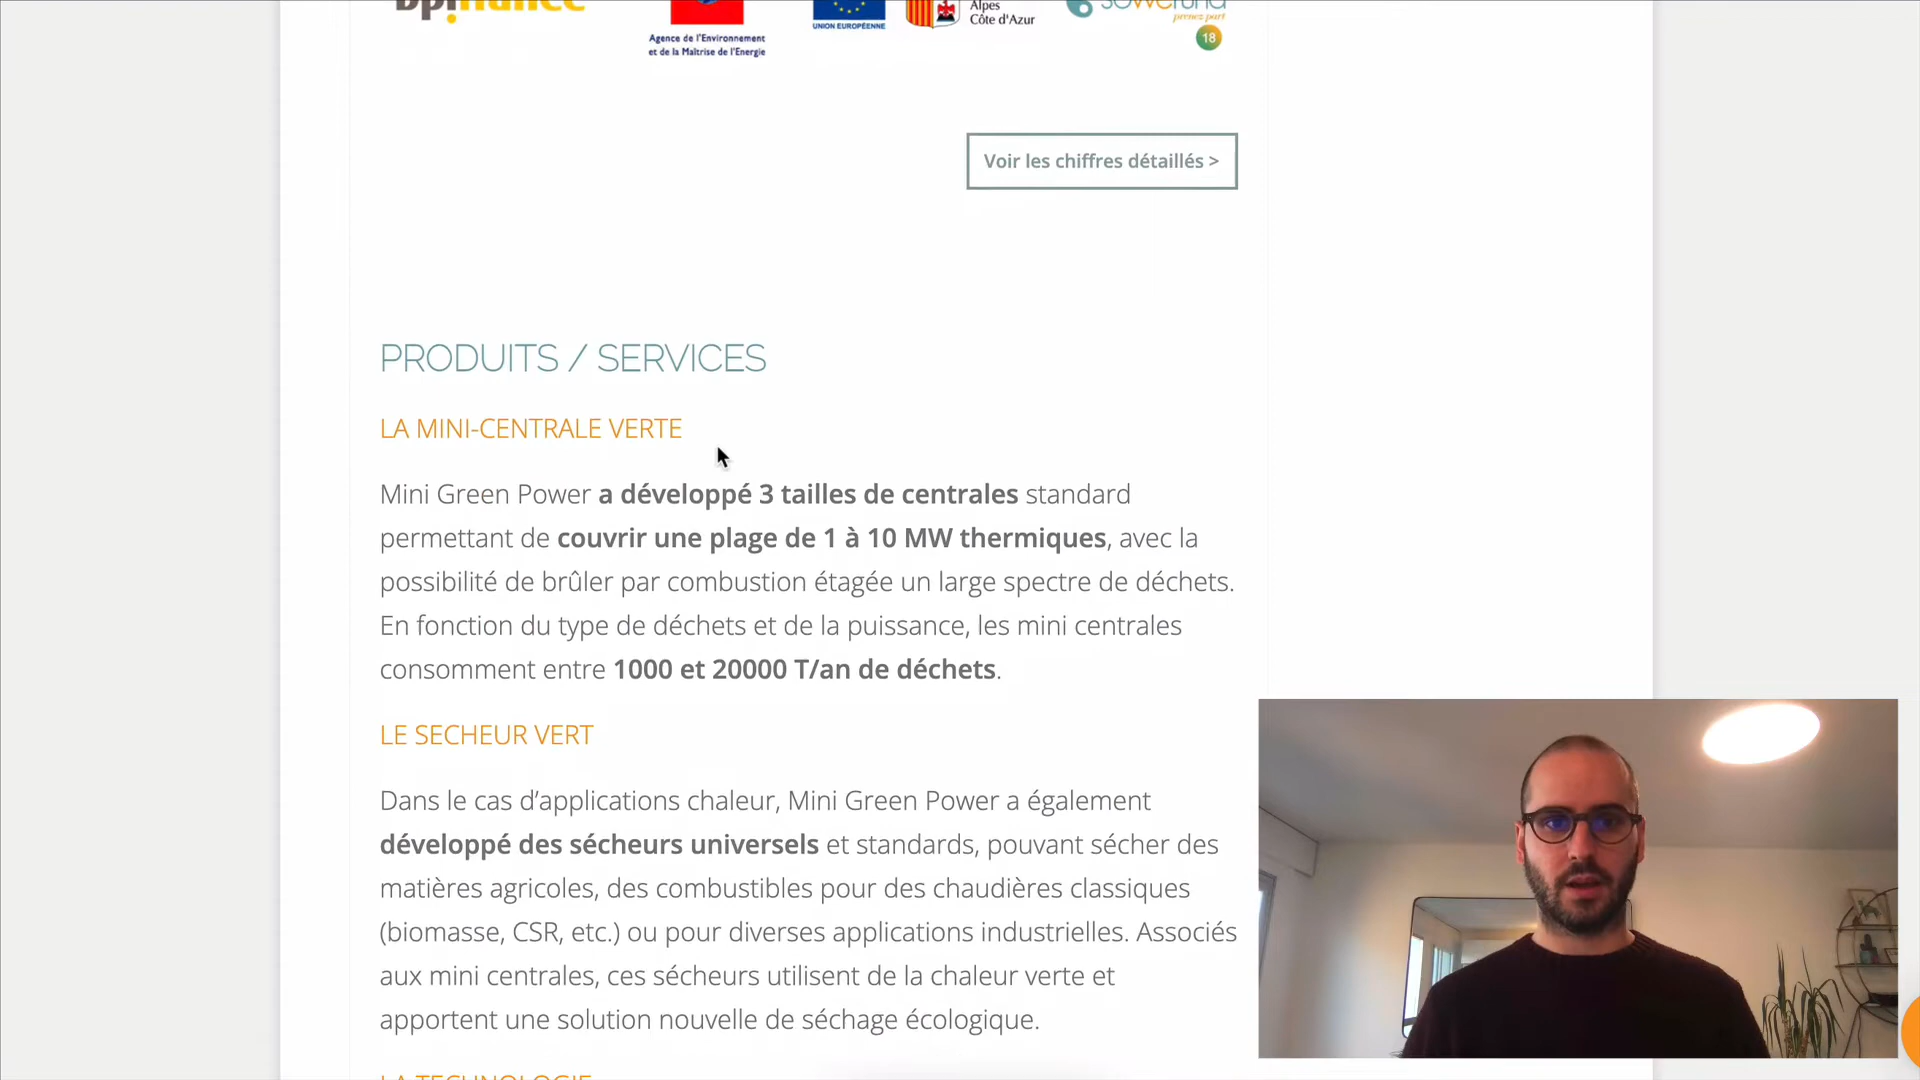 bpifrance
Agence de l'Environnement
et de la Maîtrise de l'Energie
UNION EUROPÉENNE
Alpes
Côte d'Azur
sowefund
prenez part
18
Voir les chiffres détaillés >
PRODUITS / SERVICES
LA MINI-CENTRALE VERTE
Mini Green Power a développé 3 tailles de centrales standard
permettant de couvrir une plage de 1 à 10 MW thermiques, avec la
possibilité de brûler par combustion étagée un large spectre de déchets.
En fonction du type de déchets et de la puissance, les mini centrales
consomment entre 1000 et 20000 T/an de déchets.
LE SECHEUR VERT
Dans le cas d’applications chaleur, Mini Green Power a également
développé des sécheurs universels et standards, pouvant sécher des
matières agricoles, des combustibles pour des chaudières classiques
(biomasse, CSR, etc.) ou pour diverses applications industrielles. Associés
aux mini centrales, ces sécheurs utilisent de la chaleur verte et
apportent une solution nouvelle de séchage écologique.
LA TECHNOLOGIE